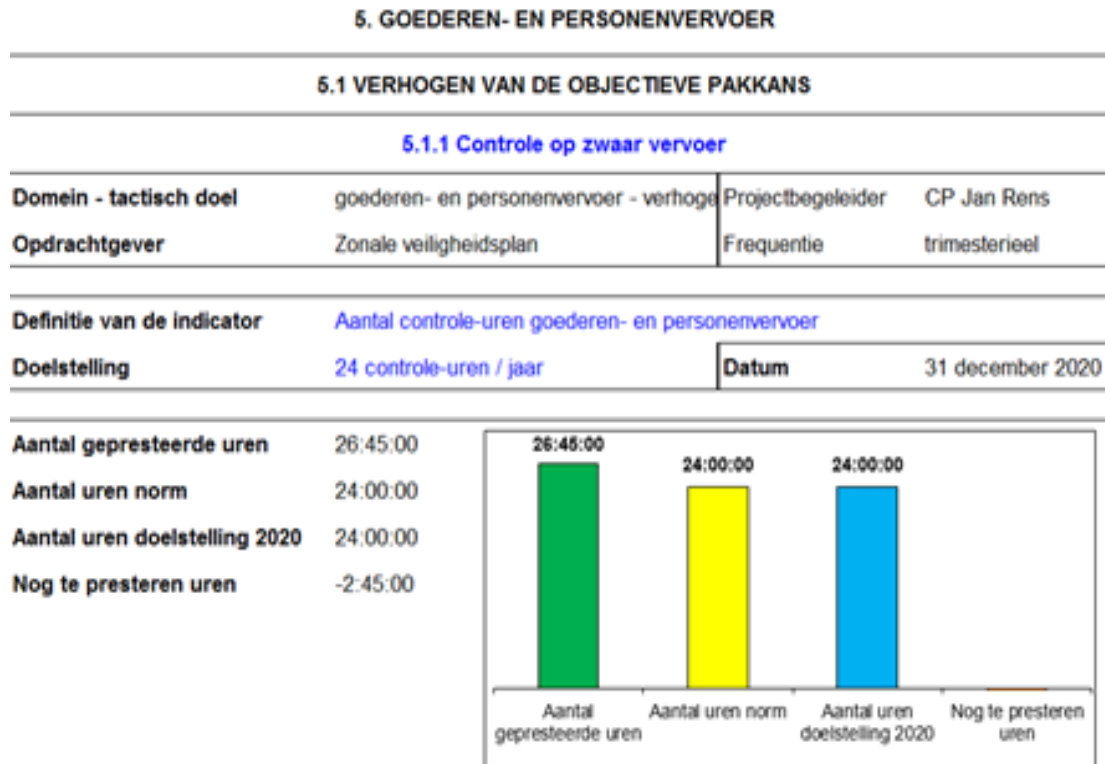 5. GOEDEREN- EN PERSONENVERVOER
5.1 VERHOGEN VAN DE OBJECTIEVE PAKKANS
5.1.1 Controle op zwaar vervoer
Domein - tactisch doel goederen- en personenvervoer - verhoge Projectbegeleider CP Jan Rens
Opdrachtgever Zonale veiligheidsplan Frequentie trimesterieel
Definitie van de indicator Aantal controle-uren goederen- en personenvervoer
Doelstelling 24 controle-uren / jaar Datum 31 december 2020
Aantal gepresteerde uren 26:45:00
Aantal uren norm 24:00:00
Aantal uren doelstelling 2020 24:00:00
Nog te presteren uren -2:45:00
26:45:00
24:00:00 24:00:00
Aantal Aantal uren norm Aantal uren Nog te presteren
gepresteerde uren doelstelling 2020 uren